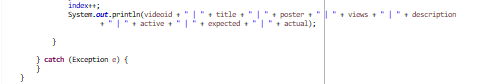 index++;
System.out.println(videoid + " | " + title + " | " + poster + " | " + views + " | " + description
+ " | " + active + " | " + expected + " | " + actual);
}
} catch (Exception e) {
}
}